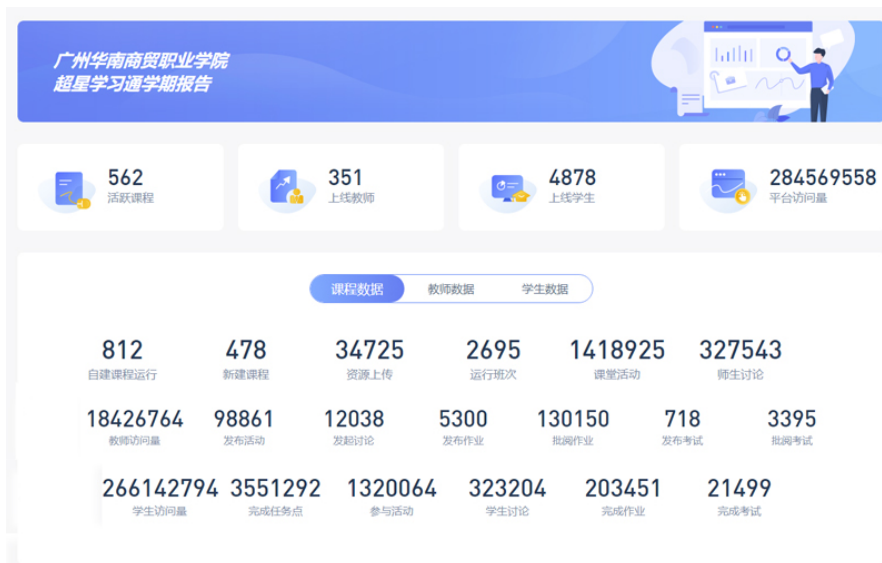 广州华南商贸职业学院
超星学习通学期报告
562 351 4878 284569558
活跃课程 上线教师 上线学生 平台访问量
课程数据 教师数据 学生数据
812 478 34725 2695 1418925 327543
自建课程运行 新建课程 资源上传 运行班次 课堂活动 师生讨论
18426764 98861 12038 5300 130150 718 3395
教师访问量 发布活动 发起讨论 发布作业 批阅作业 发布考试 批阅考试
266142794 3551292 1320064 323204 203451 21499
学生访问量 完成任务点 参与活动 学生讨论 完成作业 完成考试